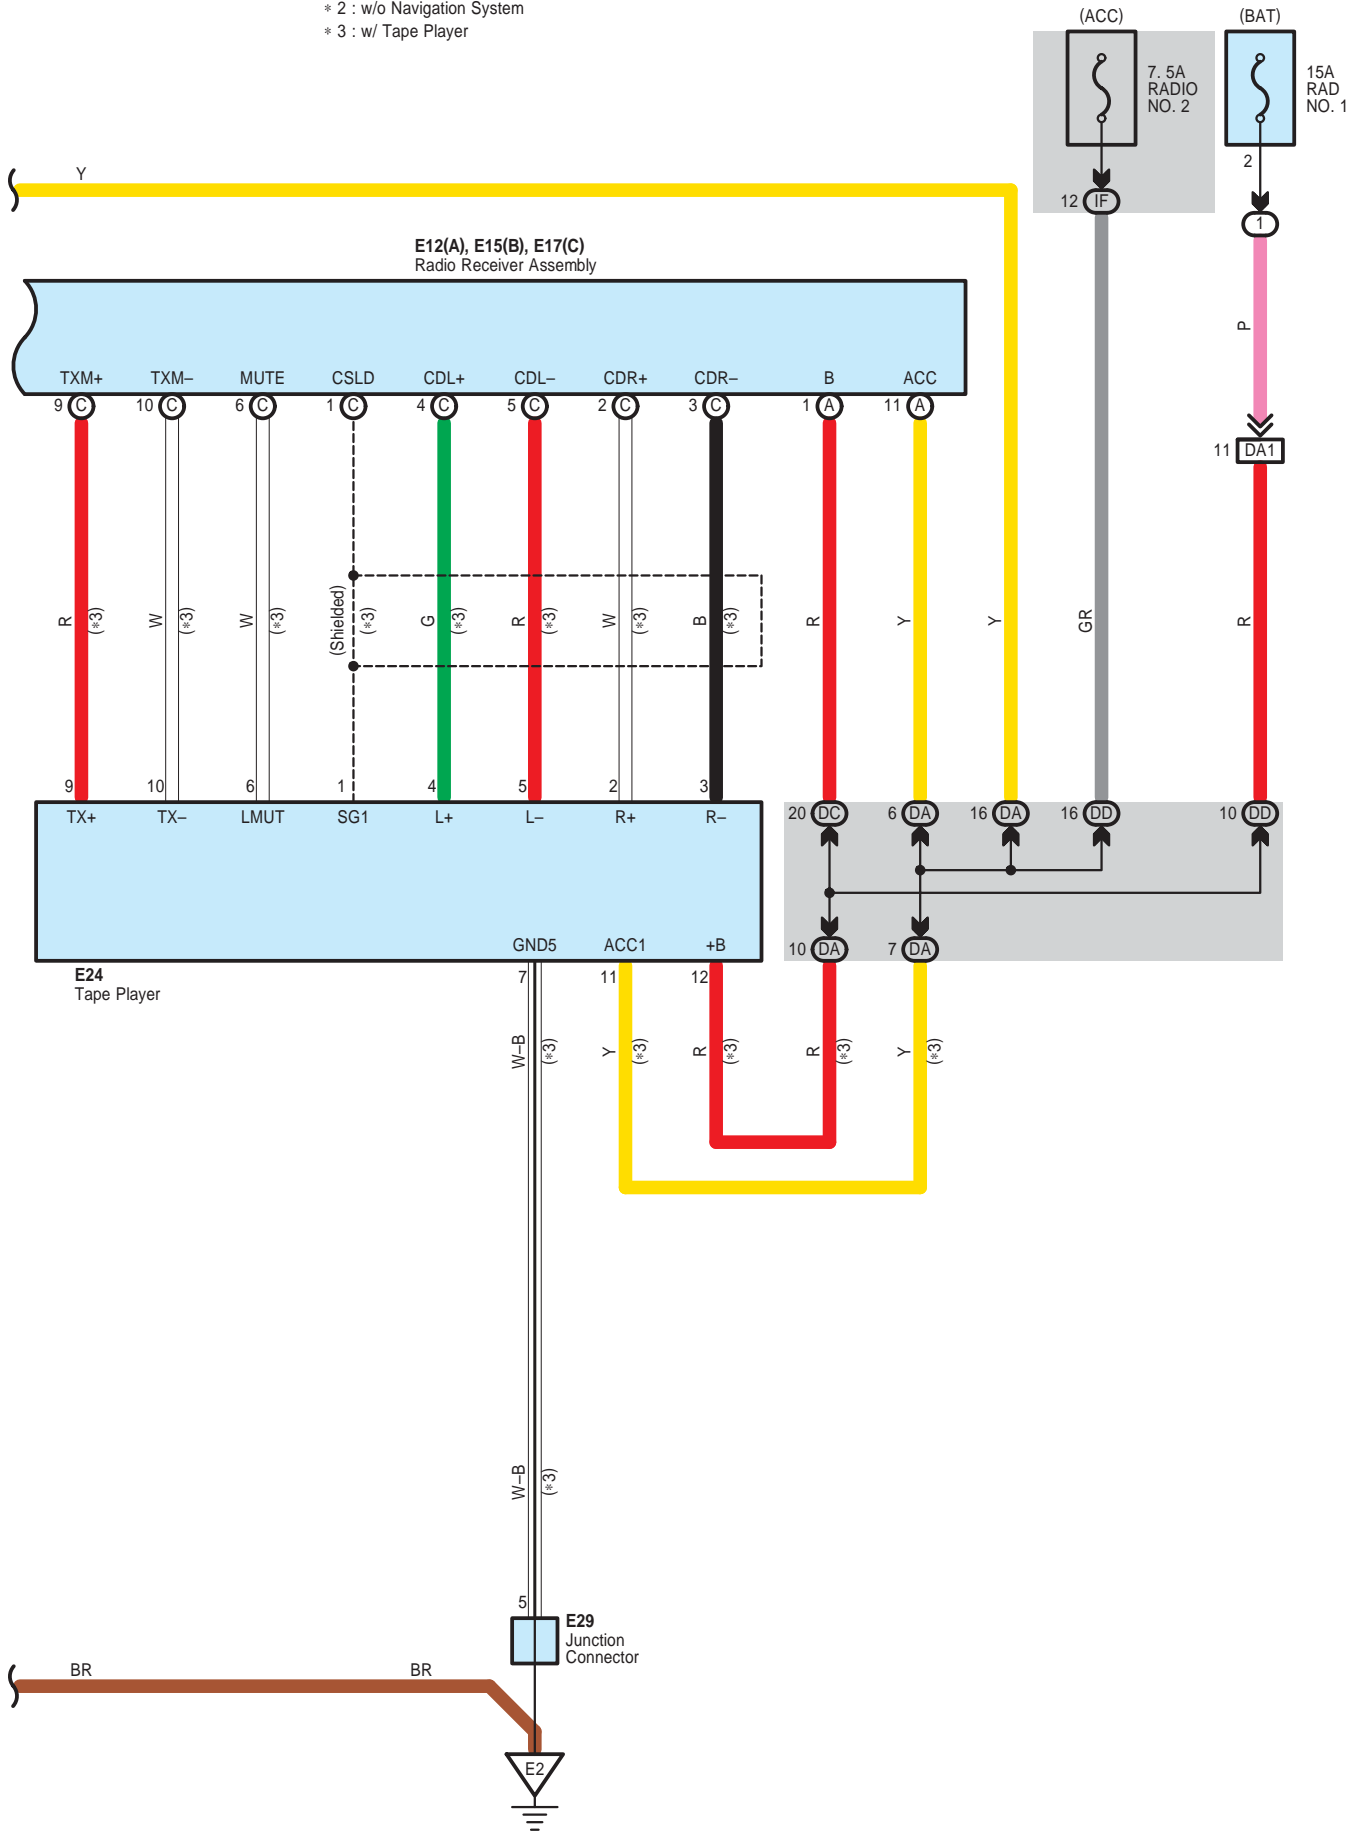 * 2 : w/o Navigation System
* 3 : w/ Tape Player
(ACC)
(BAT)
7. 5A
RADIO
NO. 2
15A
RAD
NO. 1
2
12 IF
1
Y
E12(A), E15(B), E17(C)
Radio Receiver Assembly
TXM+ TXM– MUTE CSLD CDL+ CDL– CDR+ CDR– B ACC
9 C 10 C 6 C 1 C 4 C 5 C 2 C 3 C 1 A 11 A
P
11 DA1
R (*3) W (*3) W (*3) (Shielded) (*3) G (*3) R (*3) W (*3) B (*3) R Y Y GR R
9 10 6 1 4 5 2 3
TX+ TX– LMUT SG1 L+ L– R+ R–
20 DC 6 DA 16 DA 16 DD 10 DD
GND5 ACC1 +B
10 DA 7 DA
7 11 12
E24
Tape Player
W–B (*3) Y (*3) R (*3) R (*3) Y (*3)
W–B (*3)
5
E29
Junction
Connector
BR BR
E2